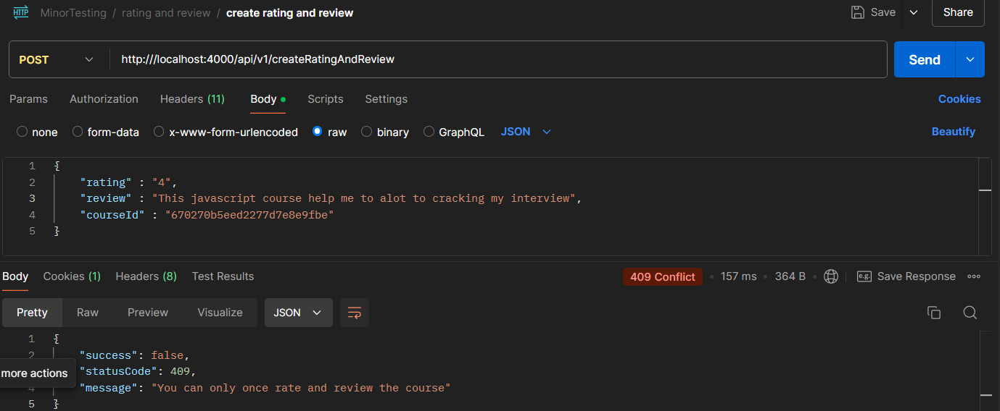 HTTP MinorTesting / rating and review / create rating and review Save Share
POST http:///localhost:4000/api/v1/createRatingAndReview Send
Params Authorization Headers (11) Body Scripts Settings Cookies
none form-data x-www-form-urlencoded raw binary GraphQL JSON Beautify
1 {
2 "rating" : "4",
3 "review" : "This javascript course help me to alot to cracking my interview",
4 "courseId" : "670270b5eed2277d7e8e9fbe"
5 }
Body Cookies (1) Headers (8) Test Results 409 Conflict • 157 ms • 364 B • e.g. Save Response
Pretty Raw Preview Visualize JSON
1 {
2 "success": false,
more actions "statusCode": 409,
4 "message": "You can only once rate and review the course"
5 }